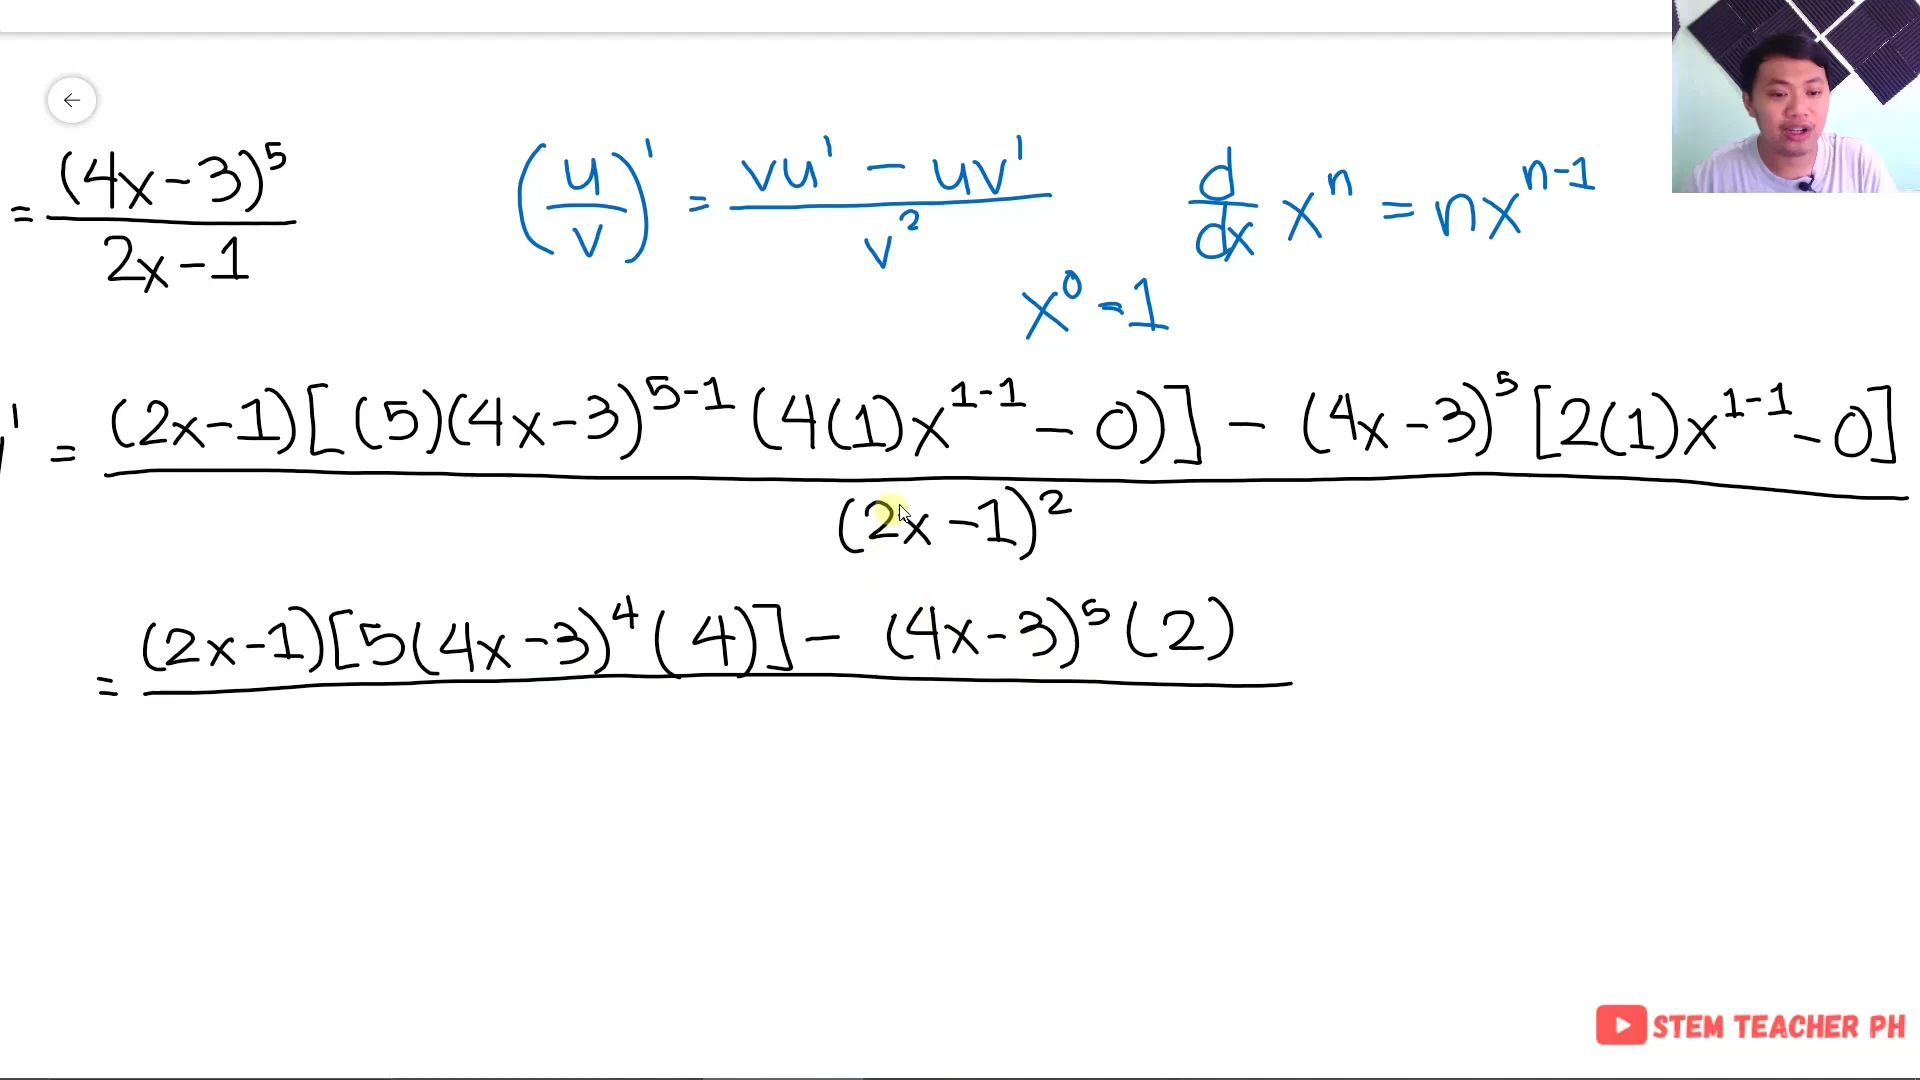 = (4x-3)^5 / 2x-1
(u/v)' = vu' - uv' / v^2
d/dx x^n = nx^{n-1}
x^0 = 1
' = (2x-1)[(5)(4x-3)^{5-1}(4(1)x^{1-1} - 0)] - (4x-3)^5[2(1)x^{1-1} - 0] / (2x-1)^2
= (2x-1)[5(4x-3)^4(4)] - (4x-3)^5(2)
STEM TEACHER PH